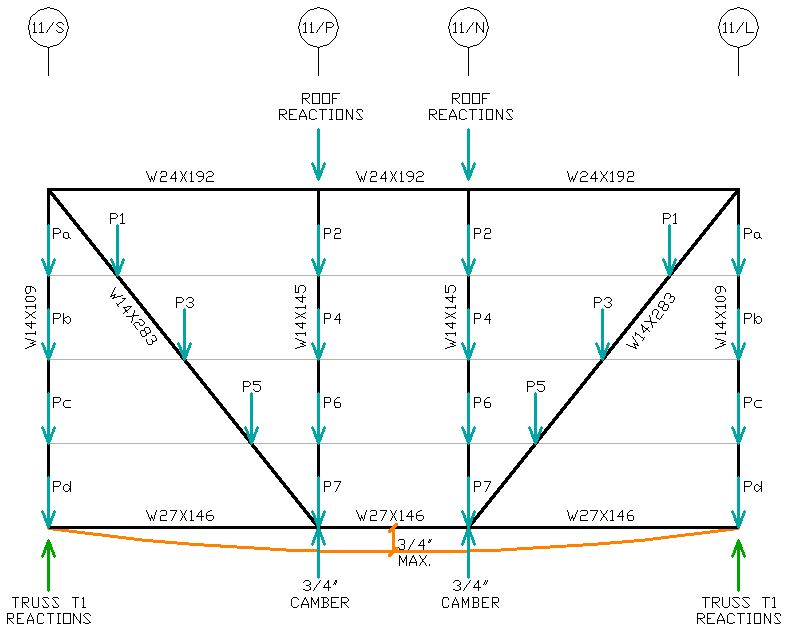 11/S 11/P 11/N 11/L
ROOF ROOF
REACTIONS REACTIONS
W24X192 W24X192 W24X192
P1 P1
Pa P2 P2 Pa
P3 P3
W14X109 W14X283 W14X145 W14X145 W14X283 W14X109
Pb P4 P4 Pb
P5 P5
Pc P6 P6 Pc
Pd P7 P7 Pd
W27X146 W27X146 W27X146
3/4"
MAX.
3/4" 3/4"
CAMBER CAMBER
TRUSS T1 TRUSS T1
REACTIONS REACTIONS